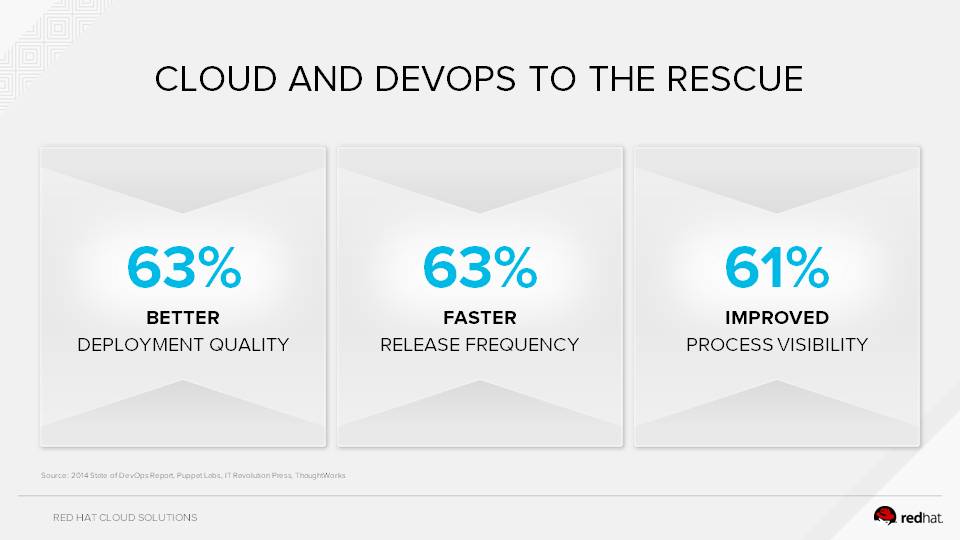 CLOUD AND DEVOPS TO THE RESCUE
63%
BETTER
DEPLOYMENT QUALITY
63%
FASTER
RELEASE FREQUENCY
61%
IMPROVED
PROCESS VISIBILITY
Source: 2014 State of DevOps Report, Puppet Labs, IT Revolution Press, ThoughtWorks
RED HAT CLOUD SOLUTIONS
redhat.